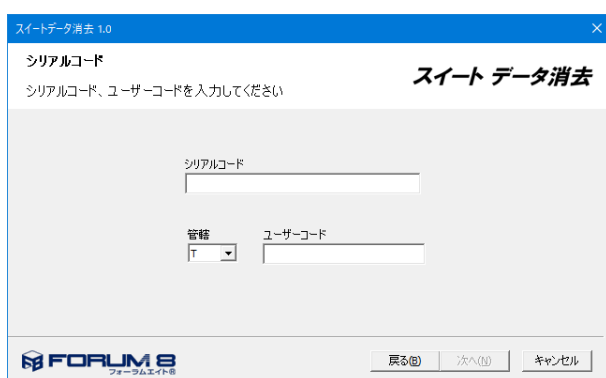 スイートデータ消去 1.0
シリアルコード
シリアルコード、ユーザーコードを入力してください
スイート データ消去
シリアルコード
管轄 ユーザーコード
T
FORUM 8
フォーラムエイト®
戻る(B) 次へ(N) キャンセル